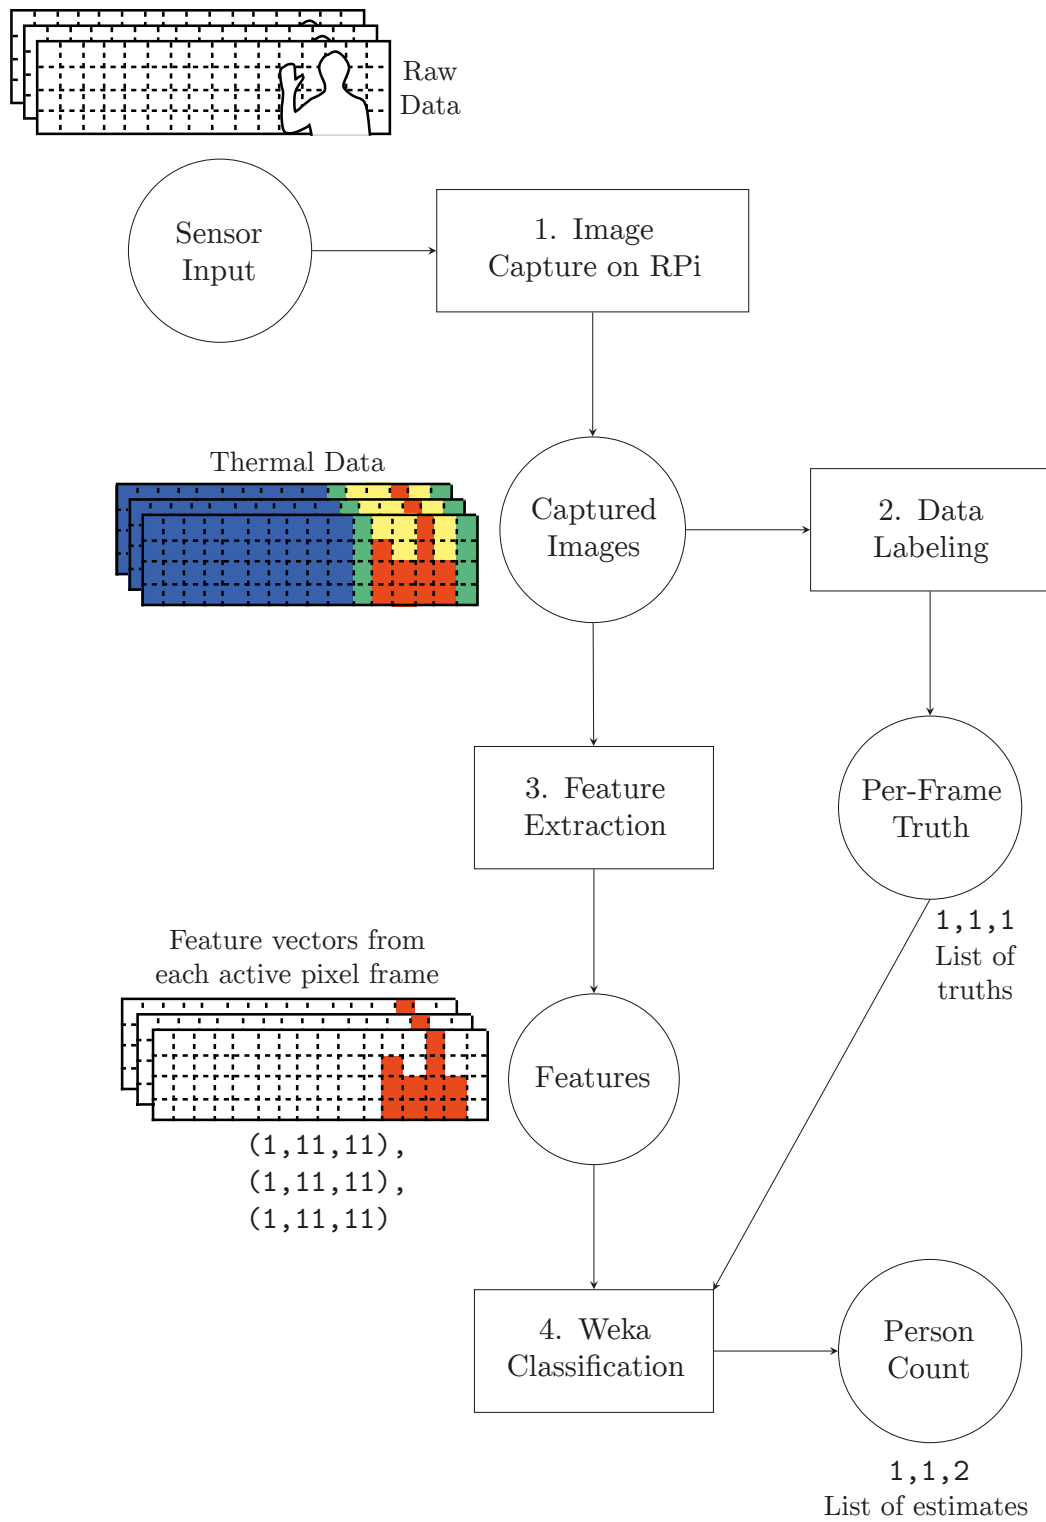 Raw
Data
Sensor
Input
1. Image
Capture on RPi
Thermal Data
Captured
Images
2. Data
Labeling
3. Feature
Extraction
Per-Frame
Truth
1,1,1
List of
truths
Feature vectors from
each active pixel frame
(1,11,11),
(1,11,11),
(1,11,11)
Features
4. Weka
Classification
Person
Count
1,1,2
List of estimates